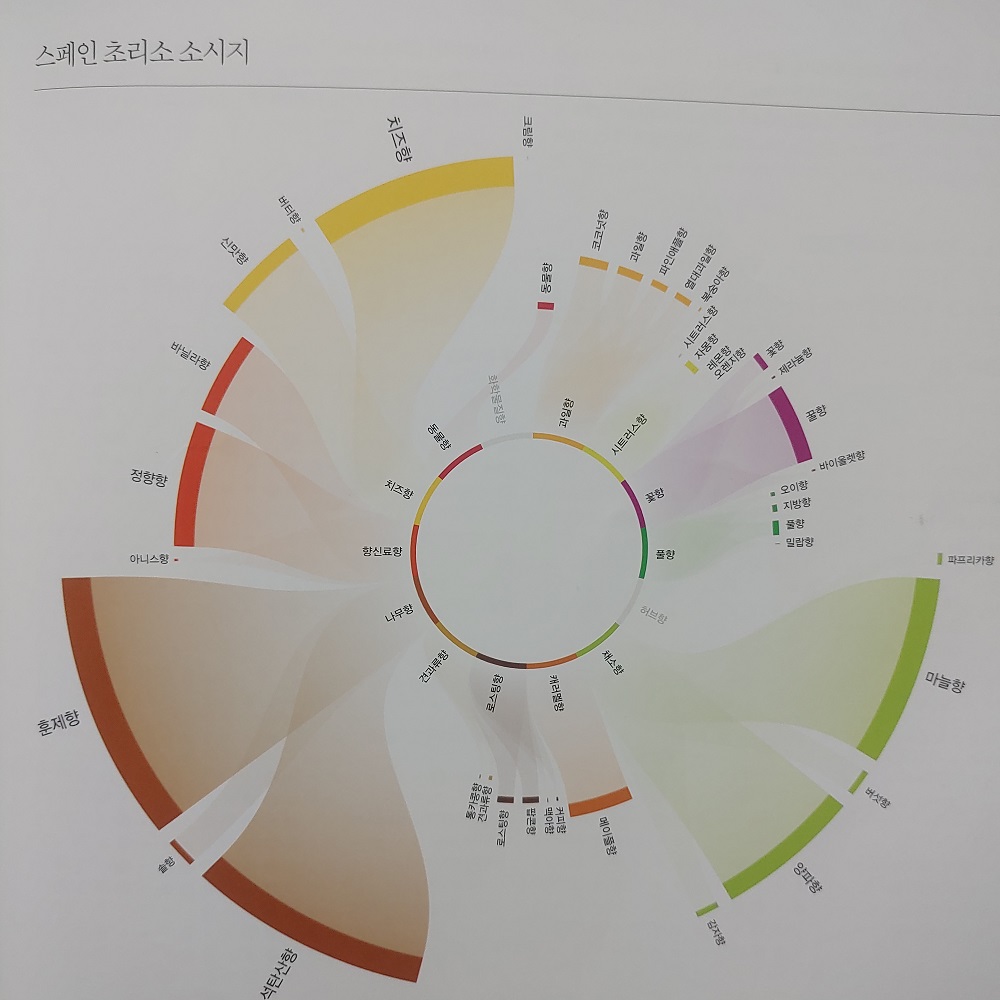 스페인 초리소 소시지
크림향
치즈향
버터향
신맛향
바닐라향
정향향
아니스향
훈제향
솔향
석탄산향
동물향
코코넛향
과일향
파인애플향
열대과일향
복숭아향
시트러스향
자몽향
레몬향
오렌지향
꽃향
제라늄향
꿀향
바이올렛향
오이향
지방향
풀향
밀랍향
파프리카향
마늘향
버섯향
양파향
감자향
메이플향
커피향
맥아향
팝콘향
로스팅향
견과류향
통카콩향
화학물질향
과일향
시트러스향
꽃향
풀향
허브향
채소향
캐러멜향
로스팅향
견과류향
나무향
향신료향
치즈향
동물향